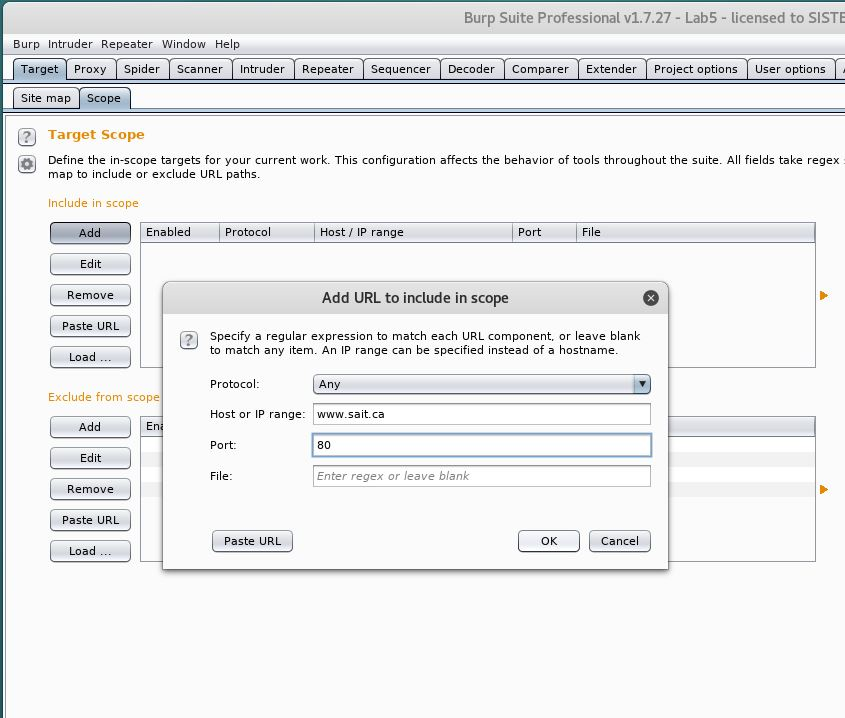 Burp Suite Professional v1.7.27 - Lab5 - licensed to SISTE
Burp Intruder Repeater Window Help
Target Proxy Spider Scanner Intruder Repeater Sequencer Decoder Comparer Extender Project options User options
Site map Scope
? Target Scope
Define the in-scope targets for your current work. This configuration affects the behavior of tools throughout the suite. All fields take regex
map to include or exclude URL paths.
Include in scope
Add Enabled Protocol Host / IP range Port File
Edit
Remove
Paste URL
Load ...
Add URL to include in scope
? Specify a regular expression to match each URL component, or leave blank
to match any item. An IP range can be specified instead of a hostname.
Protocol: Any
Host or IP range: www.sait.ca
Port: 80
File: Enter regex or leave blank
Paste URL OK Cancel
Exclude from scope
Add Ena
Edit
Remove
Paste URL
Load ...